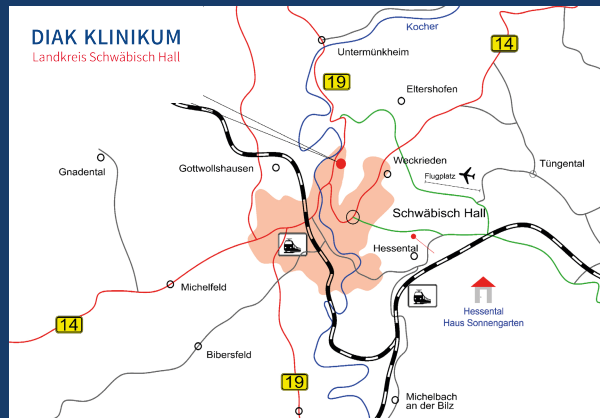 DIAK KLINIKUM
Landkreis Schwäbisch Hall
Kocher
14
Untermünkheim
19
Eltershofen
Weckrieden
Tüngental
Gnadental
Gottwollshausen
Flugplatz
Schwäbisch Hall
Hessental
Michelfeld
Hessental
Haus Sonnengarten
14
Bibersfeld
19
Michelbach
an der Bilz